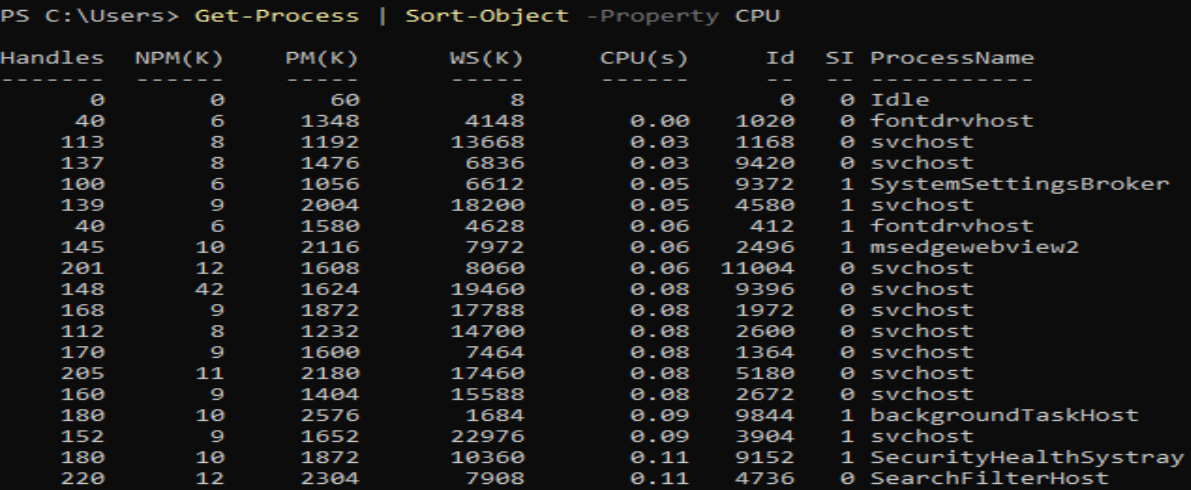 PS C:\Users> Get-Process | Sort-Object -Property CPU
Handles NPM(K) PM(K) WS(K) CPU(s) Id SI ProcessName
------- ------ ----- ----- ------ -- -- -----------
0 0 60 8 0 0 Idle
40 6 1348 4148 0.00 1020 0 fontdrvhost
113 8 1192 13668 0.03 1168 0 svchost
137 8 1476 6836 0.03 9420 0 svchost
100 6 1056 6612 0.05 9372 1 SystemSettingsBroker
139 9 2004 18200 0.05 4580 1 svchost
40 6 1580 4628 0.06 412 1 fontdrvhost
145 10 2116 7972 0.06 2496 1 msedgewebview2
201 12 1608 8060 0.06 11004 0 svchost
148 42 1624 19460 0.08 9396 0 svchost
168 9 1872 17788 0.08 1972 0 svchost
112 8 1232 14700 0.08 2600 0 svchost
170 9 1600 7464 0.08 1364 0 svchost
205 11 2180 17460 0.08 5180 0 svchost
160 9 1404 15588 0.08 2672 0 svchost
180 10 2576 1684 0.09 9844 1 backgroundTaskHost
152 9 1652 22976 0.09 3904 1 svchost
180 10 1872 10360 0.11 9152 1 SecurityHealthSystray
220 12 2304 7908 0.11 4736 0 SearchFilterHost